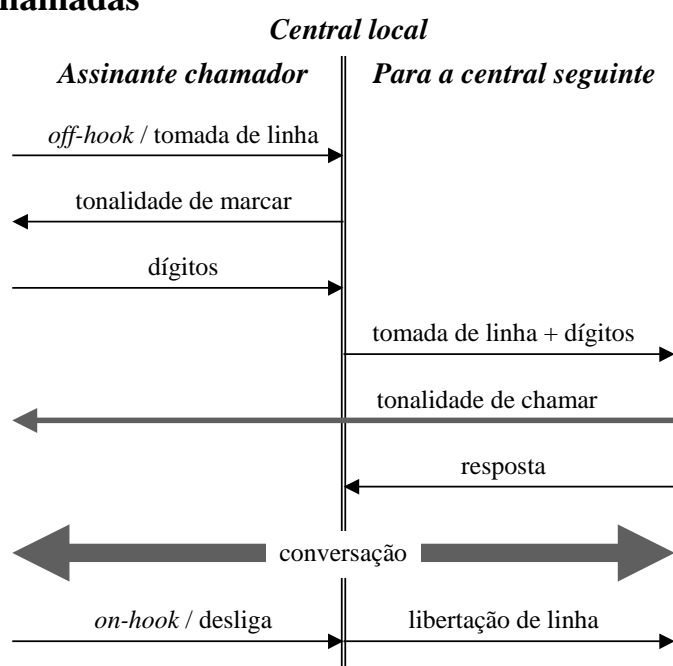 Central local
Assinante chamador
Para a central seguinte
off-hook / tomada de linha
tonalidade de marcar
dígitos
tomada de linha + dígitos
tonalidade de chamar
resposta
conversação
on-hook / desliga
libertação de linha